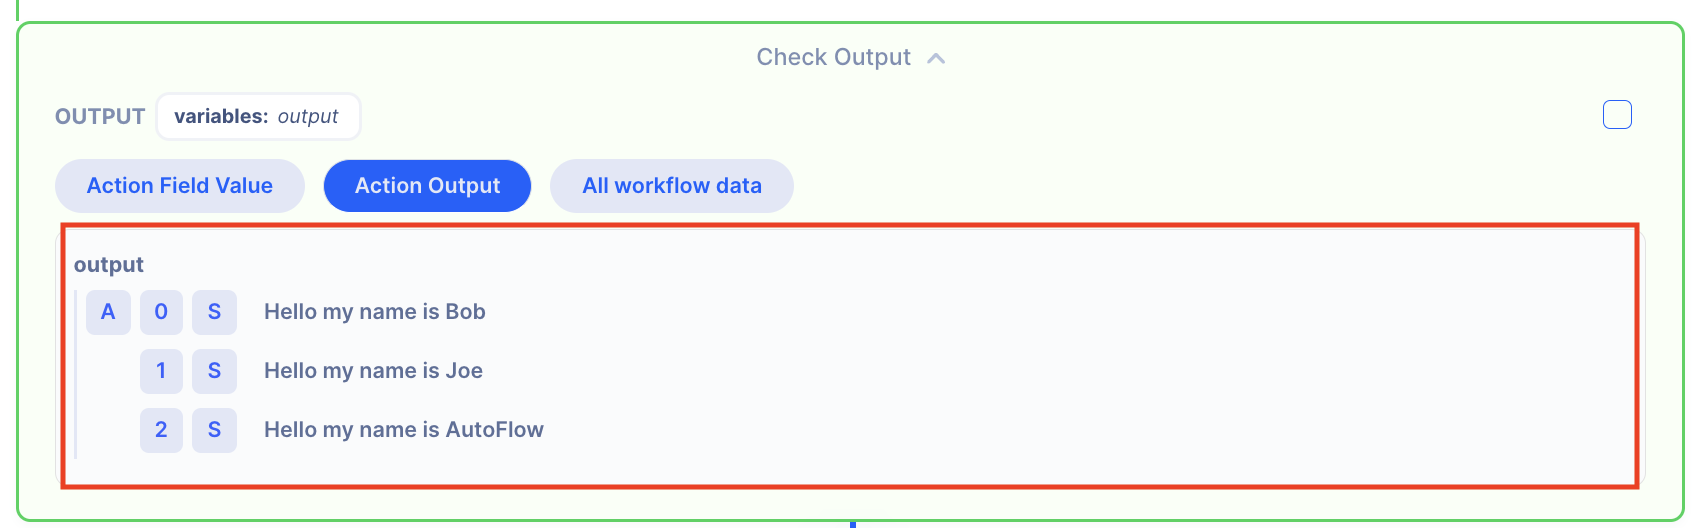 Check Output
OUTPUT variables: output
Action Field Value Action Output All workflow data
output
A 0 S Hello my name is Bob
1 S Hello my name is Joe
2 S Hello my name is AutoFlow